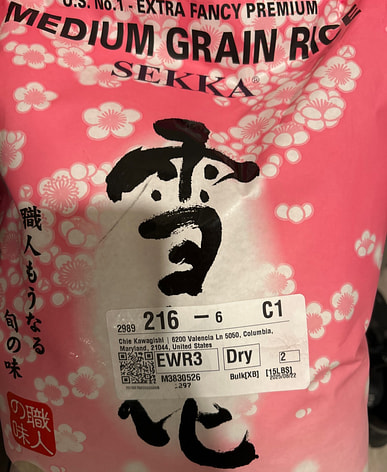 U.S. No.1 - EXTRA FANCY PREMIUM
MEDIUM GRAIN RICE
SEKKA®
雪花
職人もうなる
旬の味
職人の味
2989 216 - 6 C1
Chie Kawagishi | 6200 Valencia Ln 5050, Columbia,
Maryland, 21044, United States
EWR3 Dry 2
M3830526 Bulk[XB] [15LBS]
2025/08/22